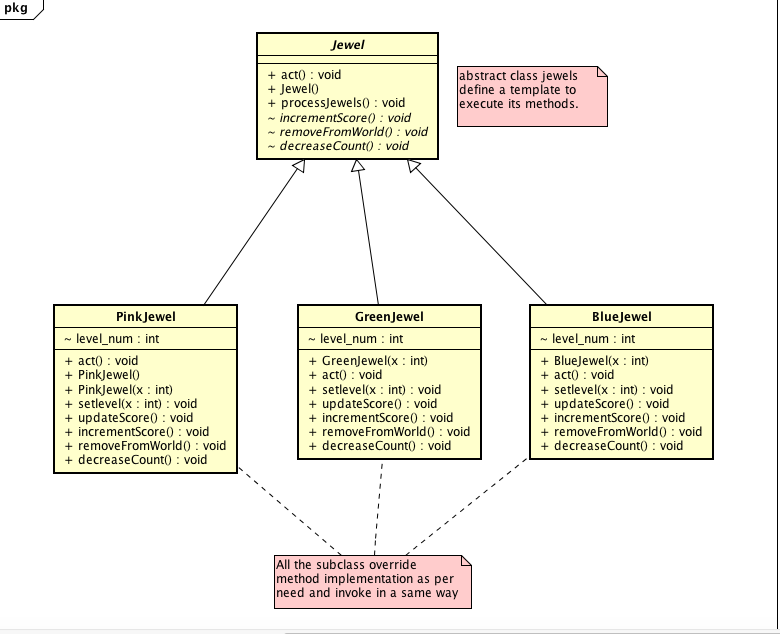 pkg
Jewel
+ act() : void
+ Jewel()
+ processJewels() : void
~ incrementScore() : void
~ removeFromWorld() : void
~ decreaseCount() : void
abstract class jewels
define a template to
execute its methods.
PinkJewel
~ level_num : int
+ act() : void
+ PinkJewel()
+ PinkJewel(x : int)
+ setlevel(x : int) : void
+ updateScore() : void
+ incrementScore() : void
+ removeFromWorld() : void
+ decreaseCount() : void
GreenJewel
~ level_num : int
+ GreenJewel(x : int)
+ act() : void
+ setlevel(x : int) : void
+ updateScore() : void
+ incrementScore() : void
+ removeFromWorld() : void
+ decreaseCount() : void
BlueJewel
~ level_num : int
+ BlueJewel(x : int)
+ act() : void
+ setlevel(x : int) : void
+ updateScore() : void
+ incrementScore() : void
+ removeFromWorld() : void
+ decreaseCount() : void
All the subclass override
method implementation as per
need and invoke in a same way